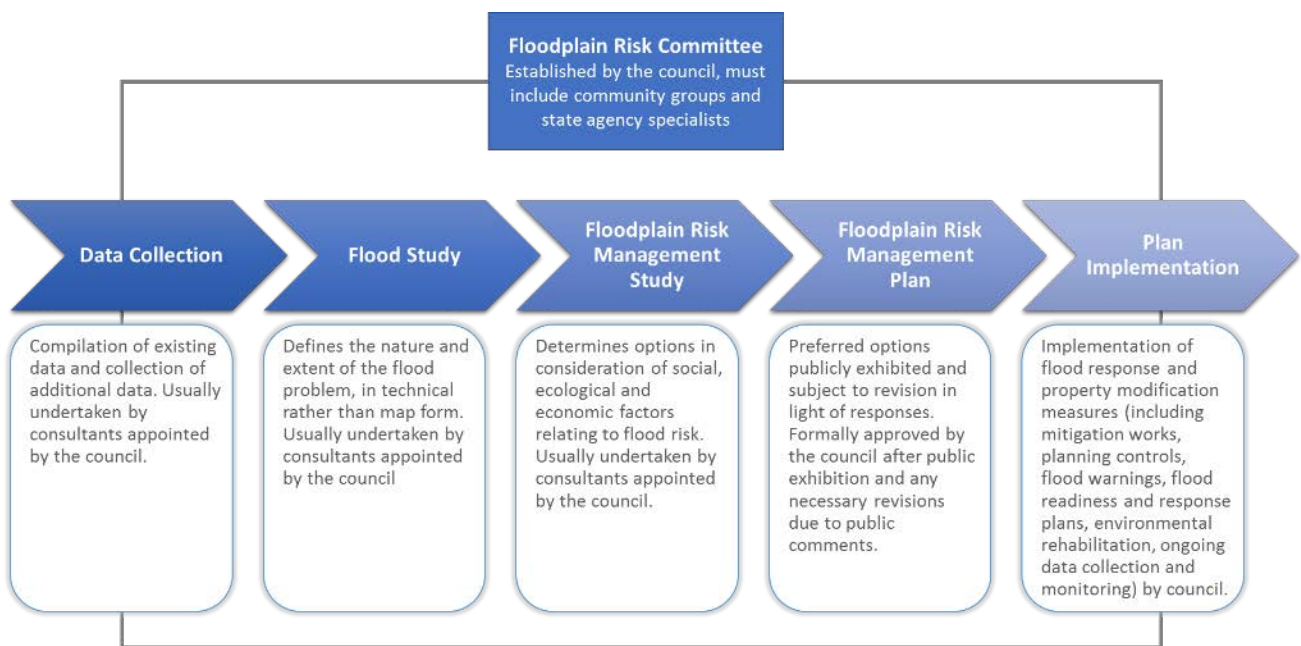 Floodplain Risk Committee
Established by the council, must
include community groups and
state agency specialists
Data Collection
Flood Study
Floodplain Risk
Management
Study
Floodplain Risk
Management
Plan
Plan
Implementation
Compilation of existing
data and collection of
additional data. Usually
undertaken by
consultants appointed
by the council.
Defines the nature and
extent of the flood
problem, in technical
rather than map form.
Usually undertaken by
consultants appointed
by the council
Determines options in
consideration of social,
ecological and
economic factors
relating to flood risk.
Usually undertaken by
consultants appointed
by the council.
Preferred options
publicly exhibited and
subject to revision in
light of responses.
Formally approved by
the council after public
exhibition and any
necessary revisions
due to public
comments.
Implementation of
flood response and
property modification
measures (including
mitigation works,
planning controls,
flood warnings, flood
readiness and response
plans, environmental
rehabilitation, ongoing
data collection and
monitoring) by council.